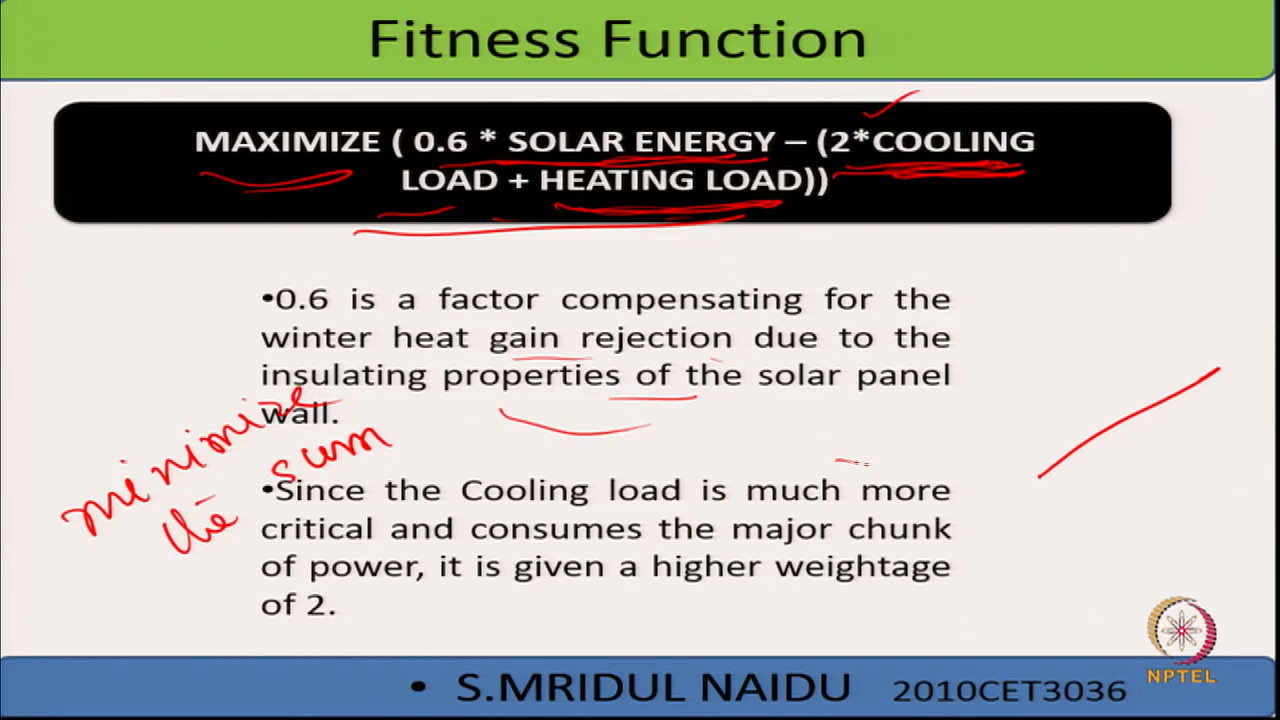 Fitness Function
MAXIMIZE ( 0.6 * SOLAR ENERGY – (2*COOLING
LOAD + HEATING LOAD))
•0.6 is a factor compensating for the
winter heat gain rejection due to the
insulating properties of the solar panel
wall.
minimize
the sum
•Since the Cooling load is much more
critical and consumes the major chunk
of power, it is given a higher weightage
of 2.
NPTEL
• S.MRIDUL NAIDU 2010CET3036